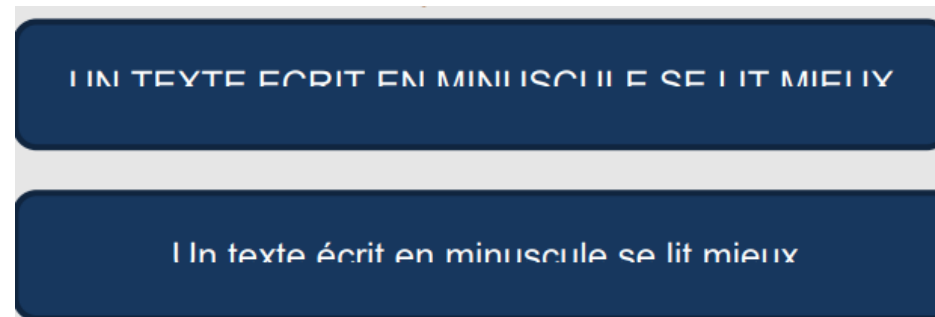 UN TEXTE ECRIT EN MINUSCULE SE LIT MIEUX
Un texte écrit en minuscule se lit mieux